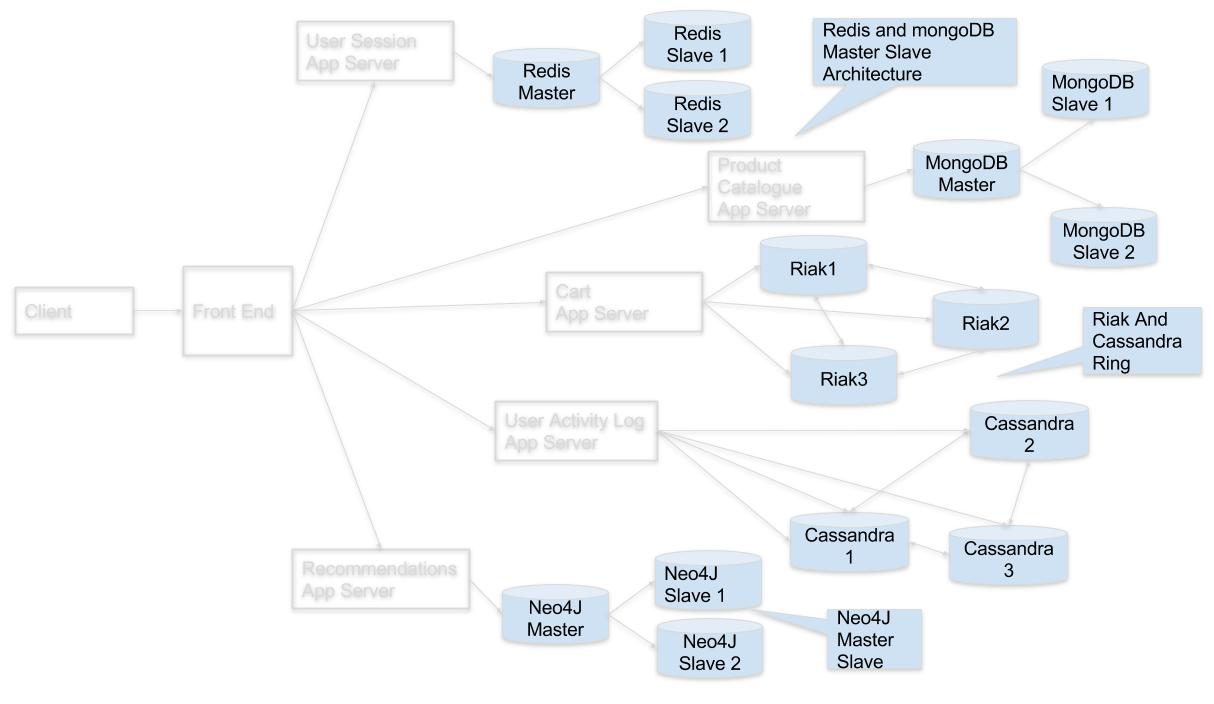 User Session
App Server
Redis
Master
Redis
Slave 1
Redis
Slave 2
Redis and mongoDB
Master Slave
Architecture
Product
Catalogue
App Server
MongoDB
Master
MongoDB
Slave 1
MongoDB
Slave 2
Client
Front End
Cart
App Server
Riak1
Riak2
Riak3
Riak And
Cassandra
Ring
User Activity Log
App Server
Cassandra
2
Cassandra
1
Cassandra
3
Recommendations
App Server
Neo4J
Master
Neo4J
Slave 1
Neo4J
Slave 2
Neo4J
Master
Slave